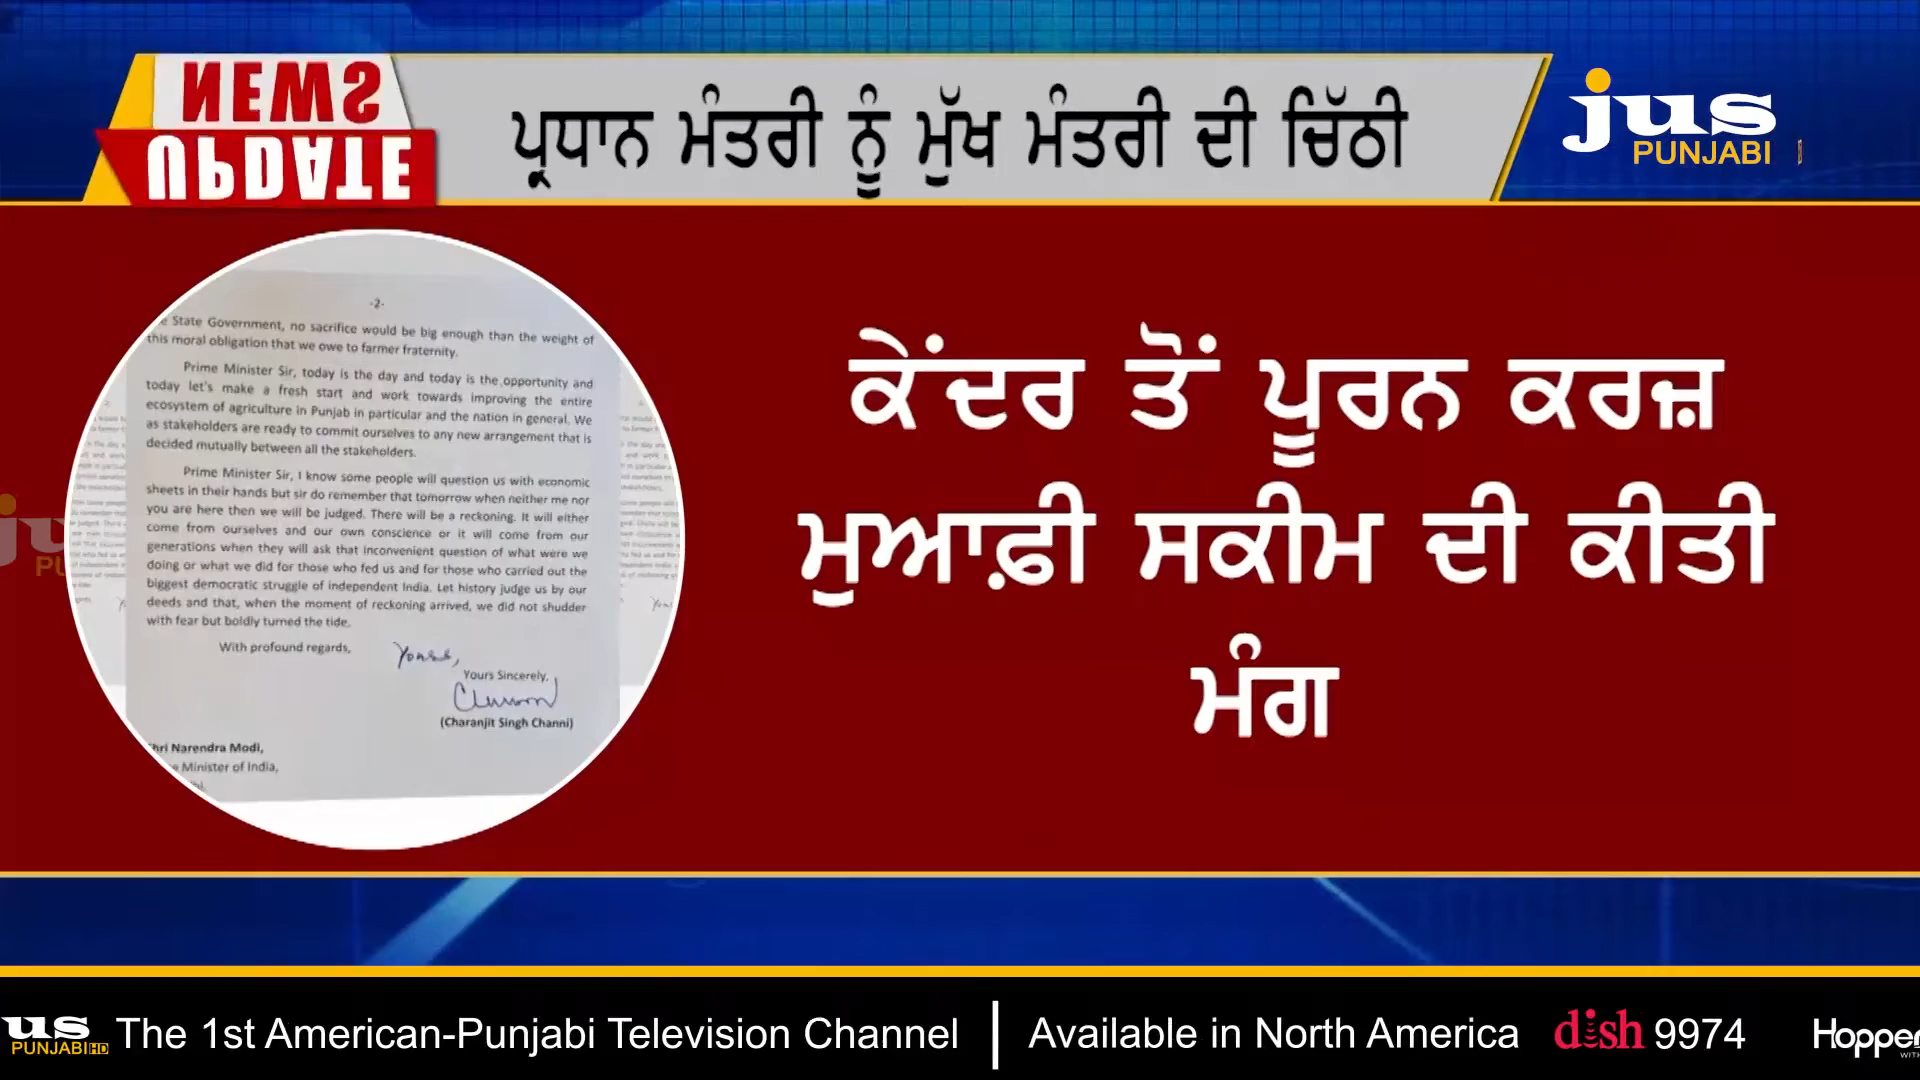 NEWS
UPDATE
ਪ੍ਰਧਾਨ ਮੰਤਰੀ ਨੂੰ ਮੁੱਖ ਮੰਤਰੀ ਦੀ ਚਿੱਠੀ
jus
PUNJABI
-2-
State Government, no sacrifice would be big enough than the weight of
this moral obligation that we owe to farmer fraternity.
Prime Minister Sir, today is the day and today is the opportunity and
today let's make a fresh start and work towards improving the entire
ecosystem of agriculture in Punjab in particular and the nation in general. We
as stakeholders are ready to commit ourselves to any new arrangement that is
decided mutually between all the stakeholders.
Prime Minister Sir, I know some people will question us with economic
sheets in their hands but sir do remember that tomorrow when neither me nor
you are here then we will be judged. There will be a reckoning. It will either
come from ourselves and our own conscience or it will come from our
generations when they will ask that inconvenient question of what were we
doing or what we did for those who fed us and for those who carried out the
biggest democratic struggle of independent India. Let history judge us by our
deeds and that, when the moment of reckoning arrived, we did not shudder
with fear but boldly turned the tide.
With profound regards,
Yours,
Yours Sincerely,
(Charanjit Singh Channi)
Shri Narendra Modi,
Minister of India,
ਕੇਂਦਰ ਤੋਂ ਪੂਰਨ ਕਰਜ਼
ਮੁਆਫ਼ੀ ਸਕੀਮ ਦੀ ਕੀਤੀ
ਮੰਗ
jus
PU
us
PUNJABI HD
The 1st American-Punjabi Television Channel | Available in North America dish 9974 Hopper
WITH